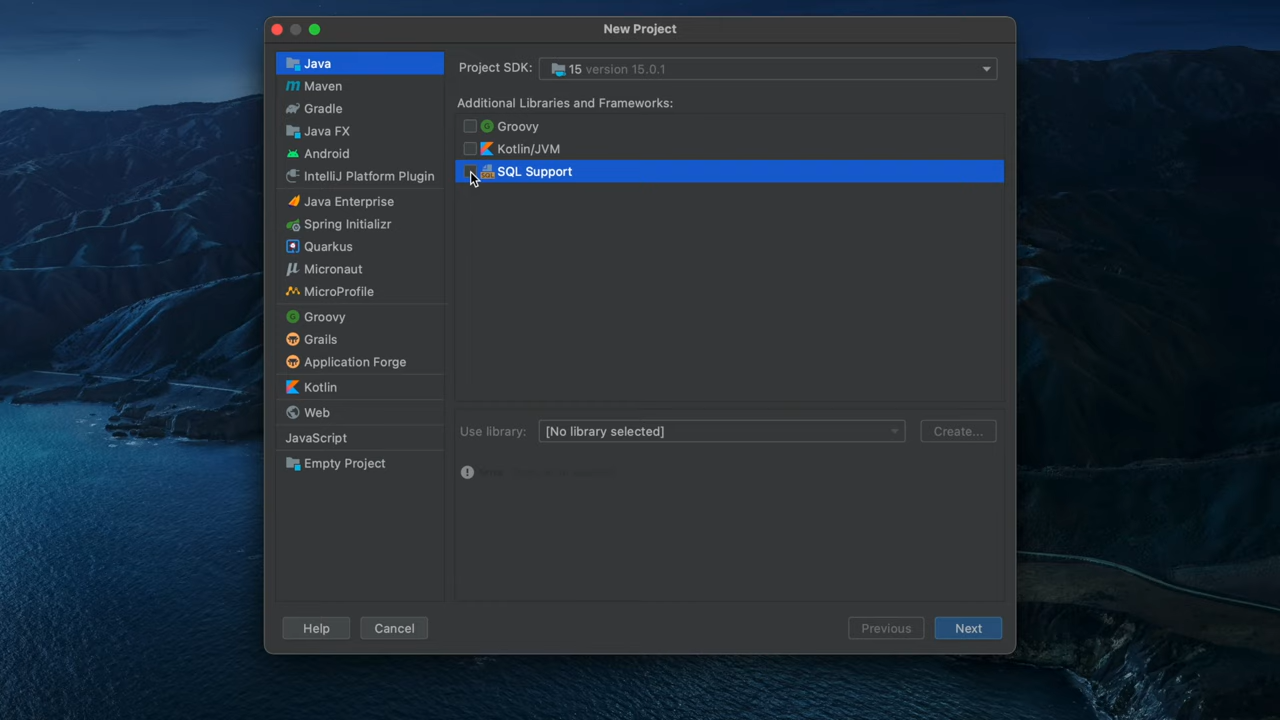 New Project
Java
Maven
Gradle
Java FX
Android
IntelliJ Platform Plugin
Java Enterprise
Spring Initializr
Quarkus
Micronaut
MicroProfile
Groovy
Grails
Application Forge
Kotlin
Web
JavaScript
Empty Project
Project SDK: 15 version 15.0.1
Additional Libraries and Frameworks:
Groovy
Kotlin/JVM
SQL Support
Use library: [No library selected] Create...
Help Cancel Previous Next